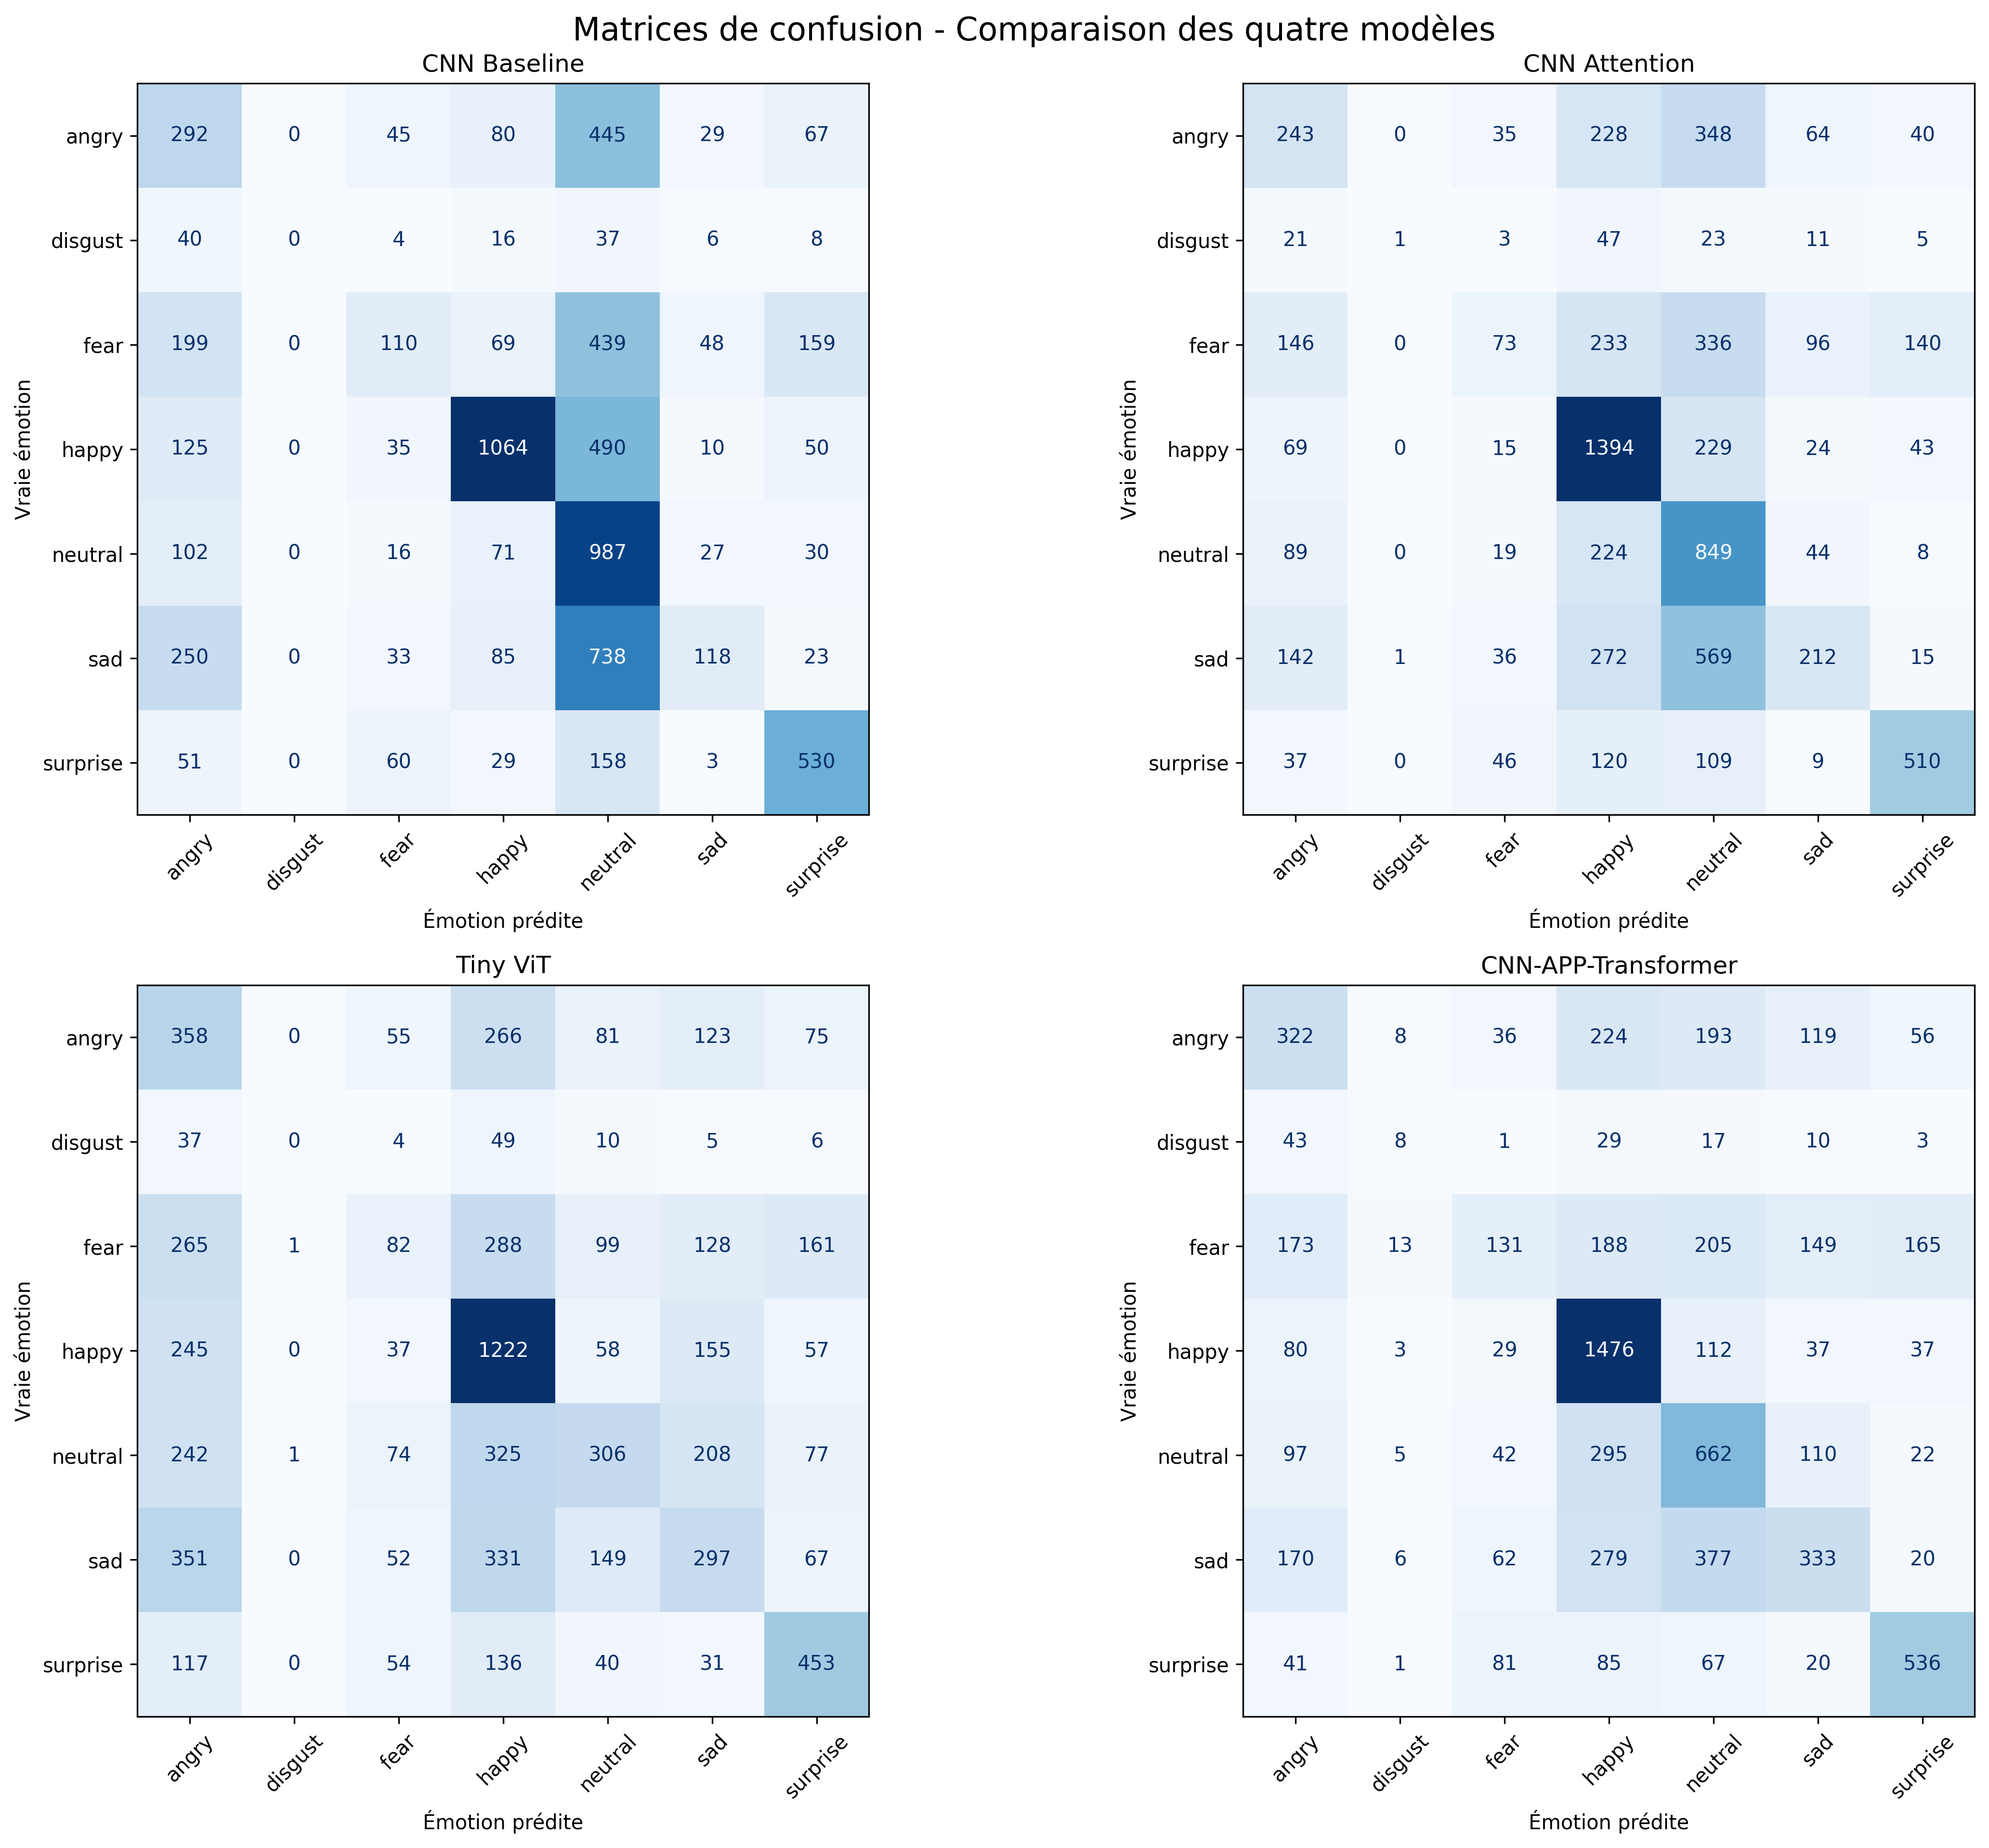 Matrices de confusion - Comparaison des quatre modèles
CNN Baseline
Vraie émotion
angry 292 0 45 80 445 29 67
disgust 40 0 4 16 37 6 8
fear 199 0 110 69 439 48 159
happy 125 0 35 1064 490 10 50
neutral 102 0 16 71 987 27 30
sad 250 0 33 85 738 118 23
surprise 51 0 60 29 158 3 530
angry disgust fear happy neutral sad surprise
Émotion prédite
CNN Attention
Vraie émotion
angry 243 0 35 228 348 64 40
disgust 21 1 3 47 23 11 5
fear 146 0 73 233 336 96 140
happy 69 0 15 1394 229 24 43
neutral 89 0 19 224 849 44 8
sad 142 1 36 272 569 212 15
surprise 37 0 46 120 109 9 510
angry disgust fear happy neutral sad surprise
Émotion prédite
Tiny ViT
Vraie émotion
angry 358 0 55 266 81 123 75
disgust 37 0 4 49 10 5 6
fear 265 1 82 288 99 128 161
happy 245 0 37 1222 58 155 57
neutral 242 1 74 325 306 208 77
sad 351 0 52 331 149 297 67
surprise 117 0 54 136 40 31 453
angry disgust fear happy neutral sad surprise
Émotion prédite
CNN-APP-Transformer
Vraie émotion
angry 322 8 36 224 193 119 56
disgust 43 8 1 29 17 10 3
fear 173 13 131 188 205 149 165
happy 80 3 29 1476 112 37 37
neutral 97 5 42 295 662 110 22
sad 170 6 62 279 377 333 20
surprise 41 1 81 85 67 20 536
angry disgust fear happy neutral sad surprise
Émotion prédite